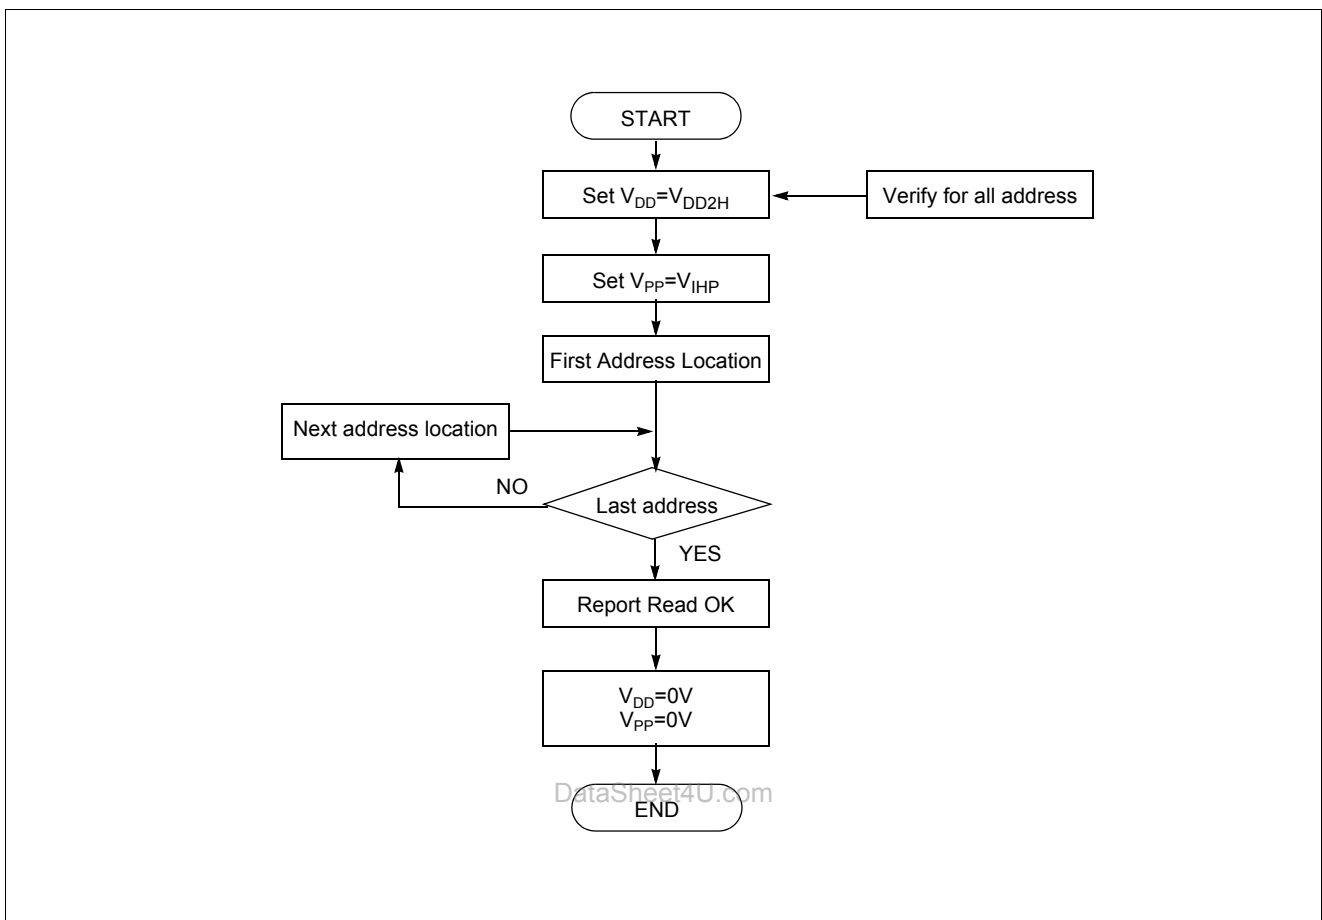 START
Set VDD=VDD2H
Verify for all address
Set VPP=VIHP
First Address Location
Next address location
NO
Last address
YES
Report Read OK
VDD=0V
VPP=0V
DataSheet4U.com
END